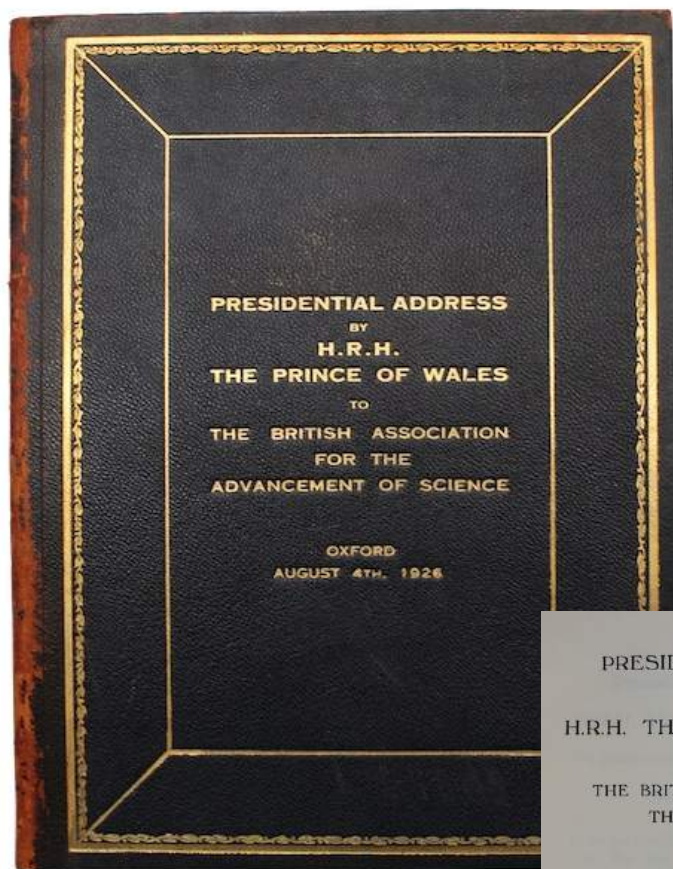 PRESIDENTIAL ADDRESS
BY
H.R.H.
THE PRINCE OF WALES
TO
THE BRITISH ASSOCIATION
FOR THE
ADVANCEMENT OF SCIENCE
OXFORD
AUGUST 4TH, 1926
H.R.H.
THE